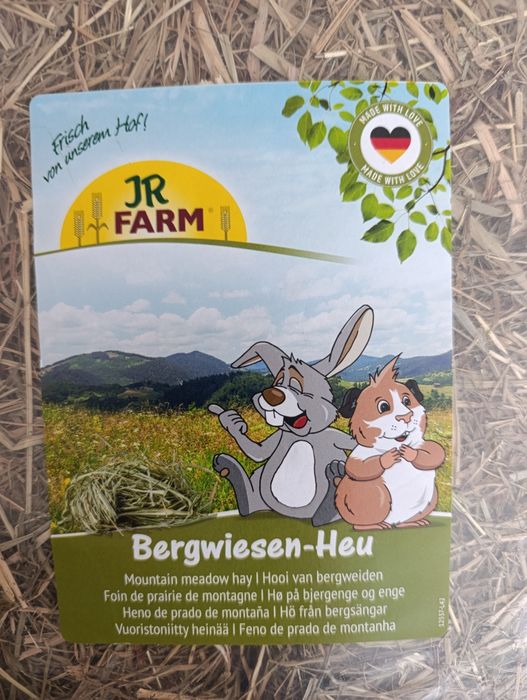 Frisch
von unserem Hof!
MADE WITH LOVE
MADE WITH LOVE
JR
FARM®
Bergwiesen-Heu
Mountain meadow hay | Hooi van bergweiden
Foin de prairie de montagne | Hø på bjergenge og enge
Heno de prado de montaña | Hö från bergsängar
Vuoristoniitty heinää | Feno de prado de montanha